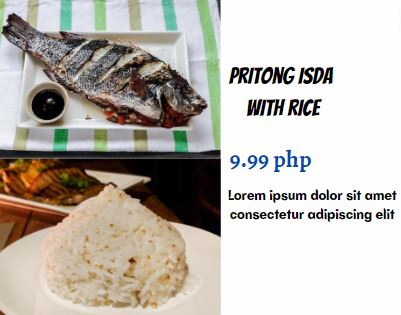 PRITONG ISDA
WITH RICE
9.99 php
Lorem ipsum dolor sit amet
consectetur adipiscing elit